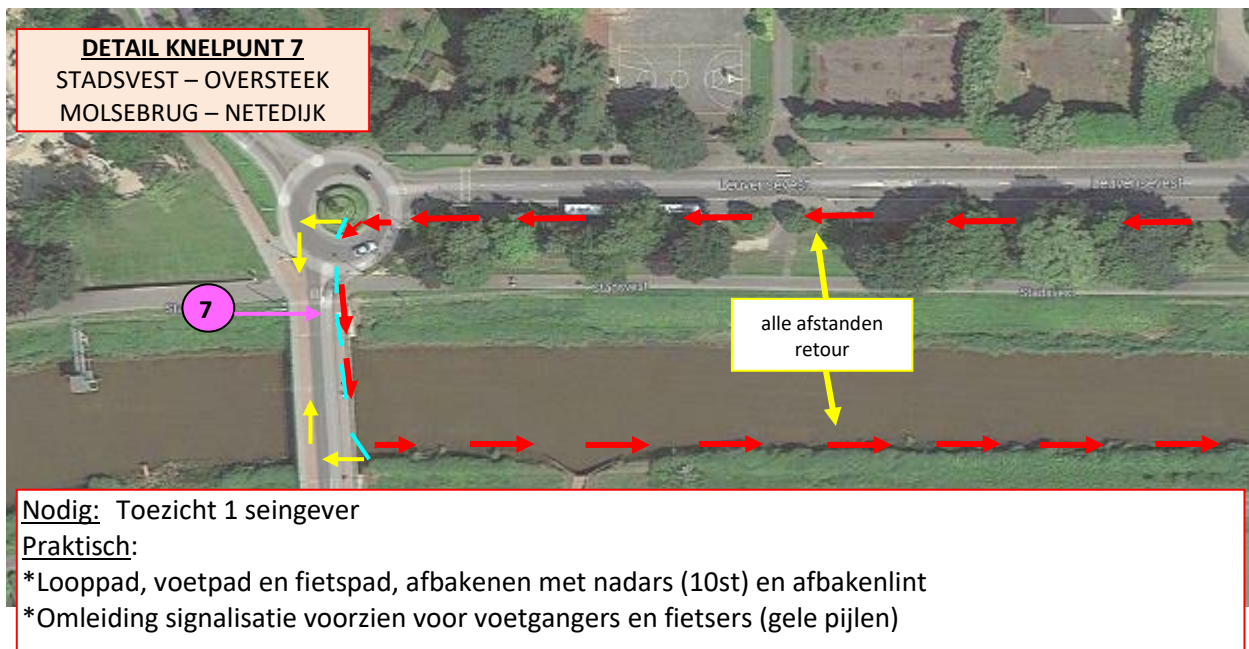 DETAIL KNELPUNT 7
STADSVEST – OVERSTEEK
MOLSEBRUG – NETEDIJK
Leuvensevest
Leuvensevest
7
Stadsvest
Stadsvest
alle afstanden
retour
Nodig: Toezicht 1 seingever
Praktisch:
*Looppad, voetpad en fietspad, afbakenen met nadars (10st) en afbakenlint
*Omleiding signalisatie voorzien voor voetgangers en fietsers (gele pijlen)